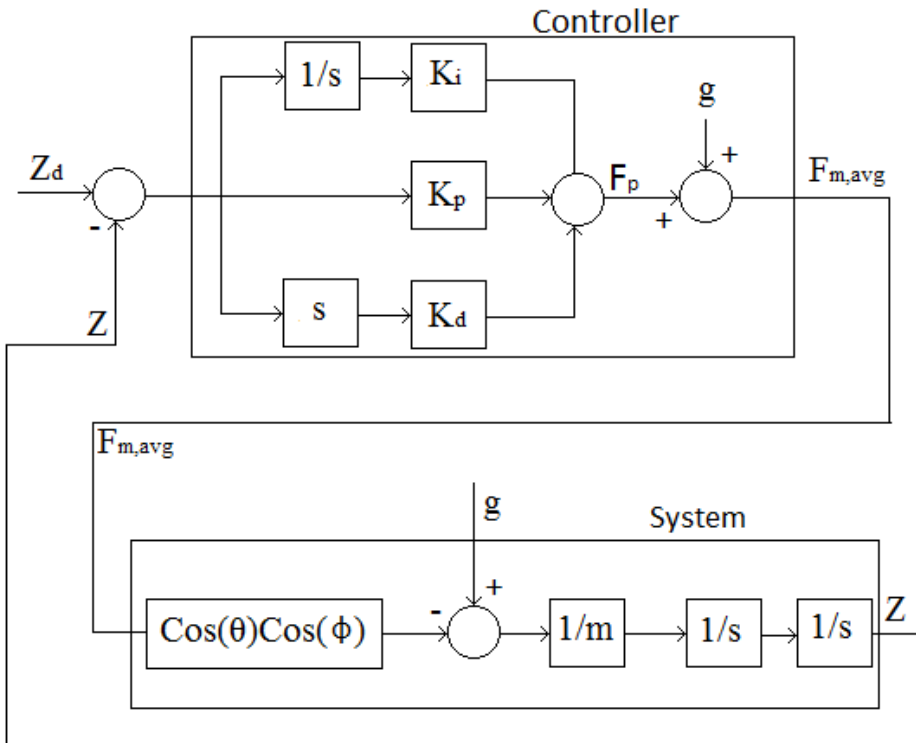 Controller
1/s
Ki
g
+
Zd
-
Kp
Fp
+
Fm,avg
s
Kd
Z
Fm,avg
g
System
+
-
Cos(θ)Cos(ϕ)
1/m
1/s
1/s
Z